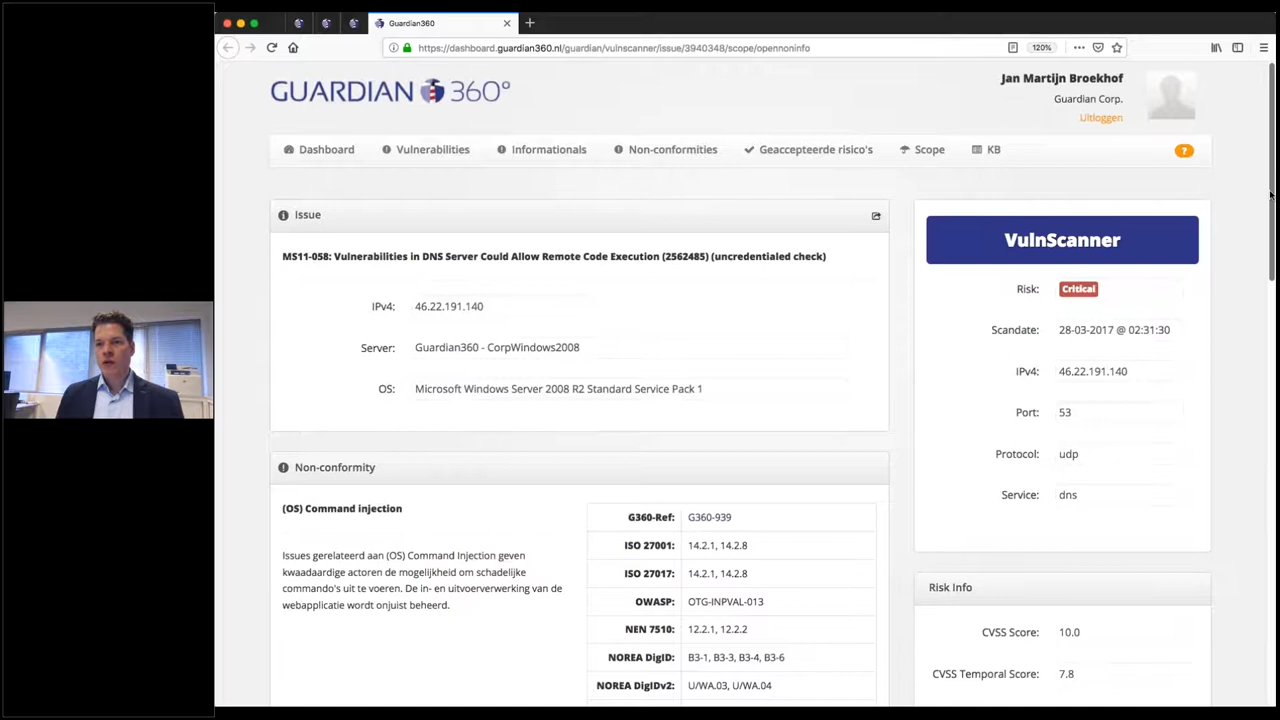 Guardian360
https://dashboard.guardian360.nl/guardian/vulnscanner/issue/3940348/scope/opennoninfo
120%
GUARDIAN 360°
Jan Martijn Broekhof
Guardian Corp.
Uitloggen
Dashboard
Vulnerabilities
Informationals
Non-conformities
Geaccepteerde risico's
Scope
KB
?
Issue
MS11-058: Vulnerabilities in DNS Server Could Allow Remote Code Execution (2562485) (uncredentialed check)
IPv4: 46.22.191.140
Server: Guardian360 - CorpWindows2008
OS: Microsoft Windows Server 2008 R2 Standard Service Pack 1
VulnScanner
Risk: Critical
Scandate: 28-03-2017 @ 02:31:30
IPv4: 46.22.191.140
Port: 53
Protocol: udp
Service: dns
Non-conformity
(OS) Command injection
Issues gerelateerd aan (OS) Command Injection geven
kwaadaardige actoren de mogelijkheid om schadelijke
commando's uit te voeren. De in- en uitvoerverwerking van de
webapplicatie wordt onjuist beheerd.
G360-Ref: G360-939
ISO 27001: 14.2.1, 14.2.8
ISO 27017: 14.2.1, 14.2.8
OWASP: OTG-INPVAL-013
NEN 7510: 12.2.1, 12.2.2
NOREA DigID: B3-1, B3-3, B3-4, B3-6
NOREA DigIDv2: U/WA.03, U/WA.04
Risk Info
CVSS Score: 10.0
CVSS Temporal Score: 7.8